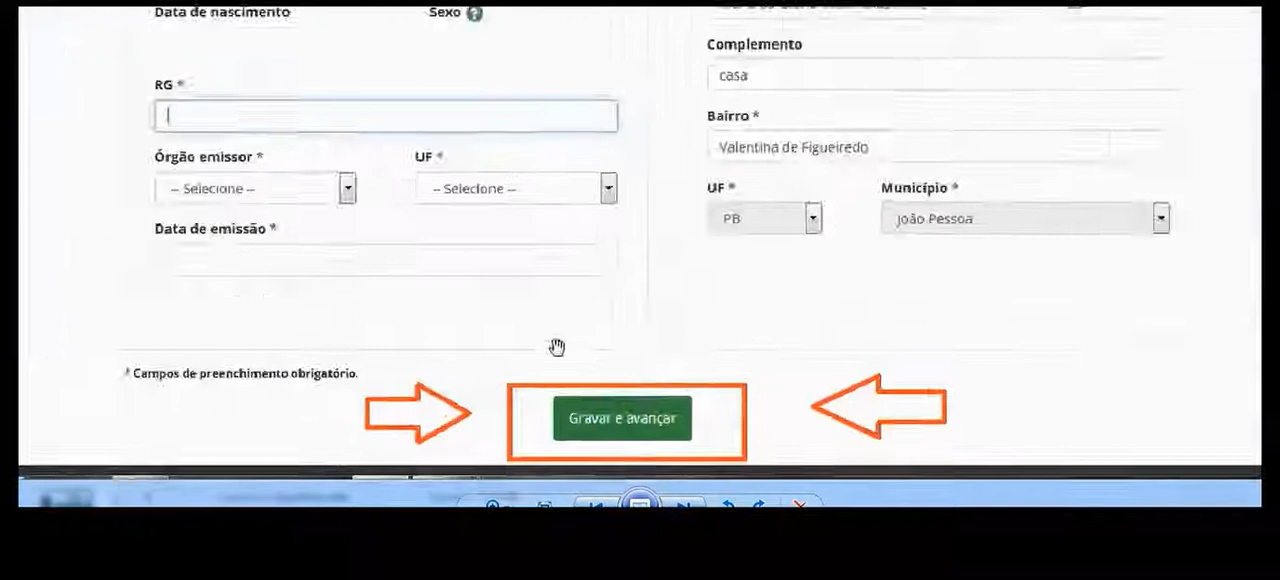 Data de nascimento
Sexo
RG *
Órgão emissor *
UF *
-- Selecione --
-- Selecione --
Data de emissão *
Complemento
casa
Bairro *
Valentina de Figueiredo
UF *
Município *
PB
João Pessoa
* Campos de preenchimento obrigatório.
Gravar e avançar